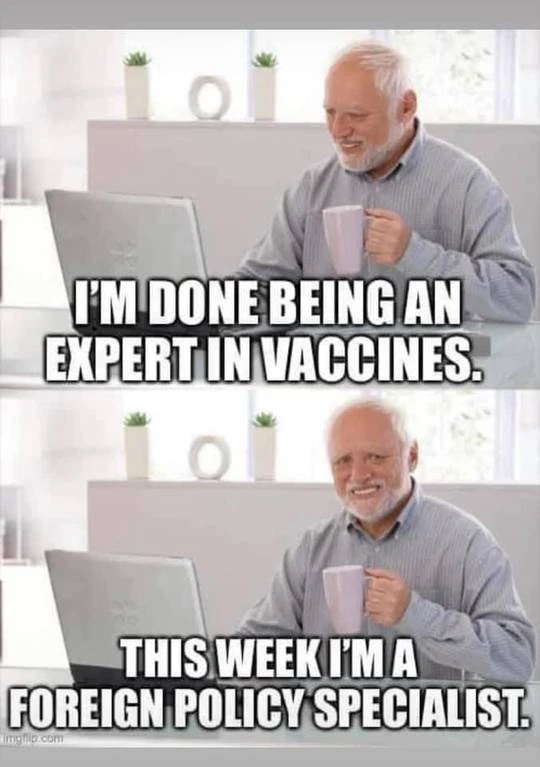 I'M DONE BEING AN
EXPERT IN VACCINES.
THIS WEEK I'M A
FOREIGN POLICY SPECIALIST.
imgflip.com